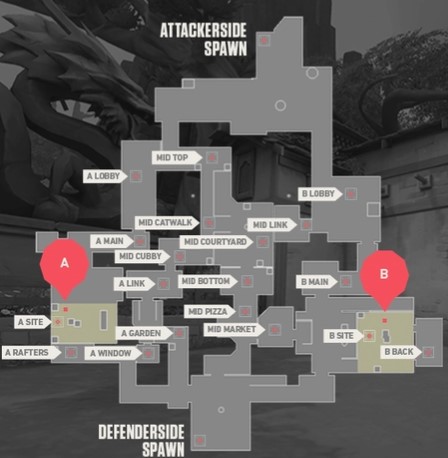 ATTACKERSIDE
SPAWN
MID TOP
A LOBBY
B LOBBY
MID CATWALK
MID LINK
A MAIN
MID COURTYARD
MID CUBBY
A
B
A LINK
MID BOTTOM
B MAIN
MID PIZZA
A SITE
MID MARKET
A GARDEN
B SITE
A RAFTERS
A WINDOW
B BACK
DEFENDERSIDE
SPAWN